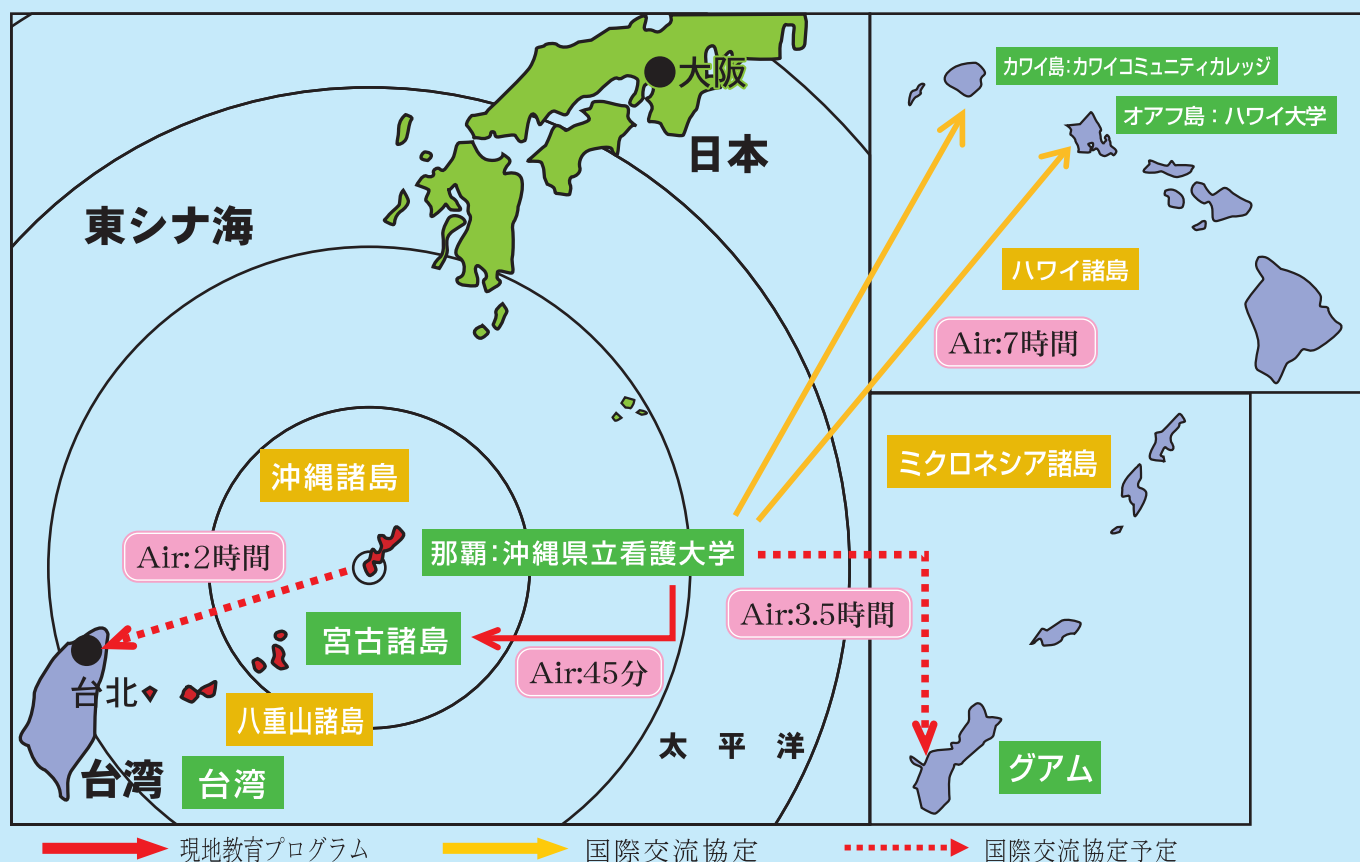 大阪
日本
東シナ海
カワイ島:カワイコミュニティカレッジ
オアフ島:ハワイ大学
ハワイ諸島
Air:7時間
沖縄諸島
ミクロネシア諸島
Air:2時間
那覇:沖縄県立看護大学
Air:3.5時間
宮古諸島
Air:45分
台北
八重山諸島
太平洋
台湾
台湾
グアム
現地教育プログラム
国際交流協定
国際交流協定予定